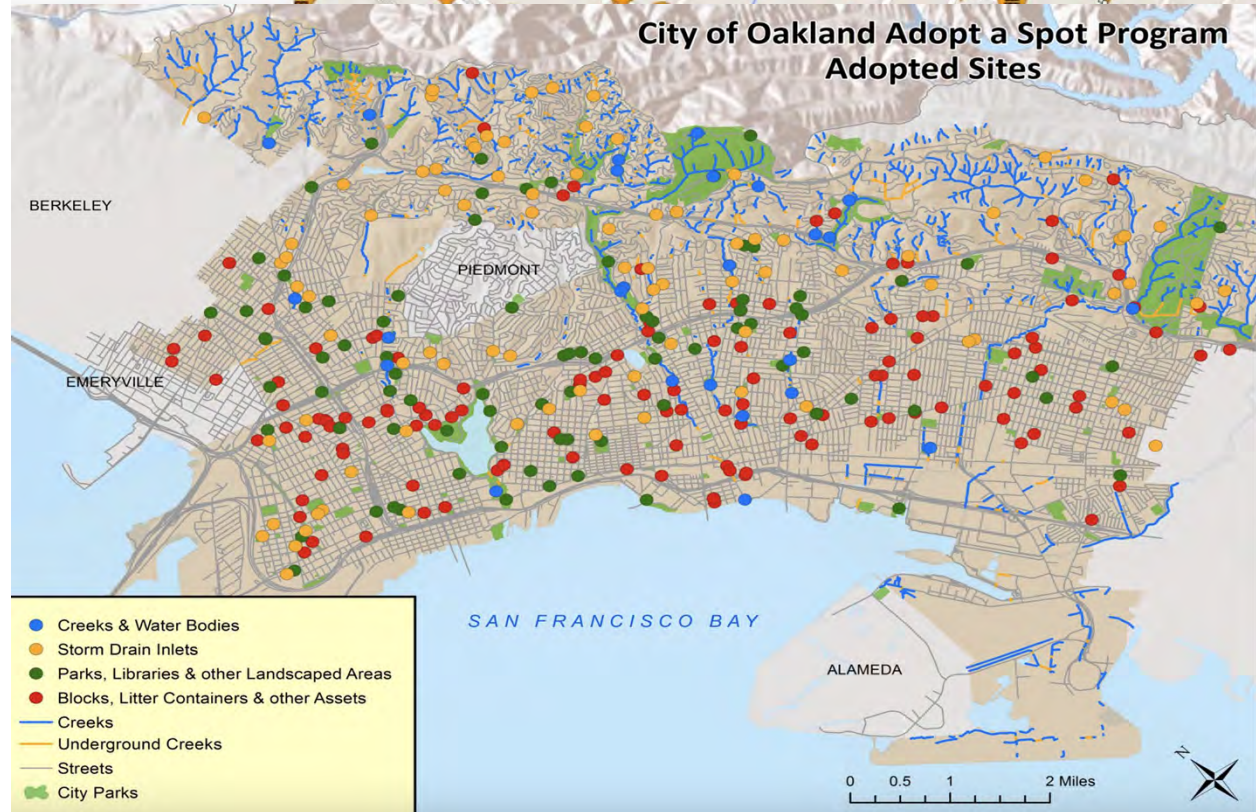 City of Oakland Adopt a Spot Program
Adopted Sites
BERKELEY
PIEDMONT
EMERYVILLE
SAN FRANCISCO BAY
ALAMEDA
Creeks & Water Bodies
Storm Drain Inlets
Parks, Libraries & other Landscaped Areas
Blocks, Litter Containers & other Assets
Creeks
Underground Creeks
Streets
City Parks
0 0.5 1 2 Miles
N